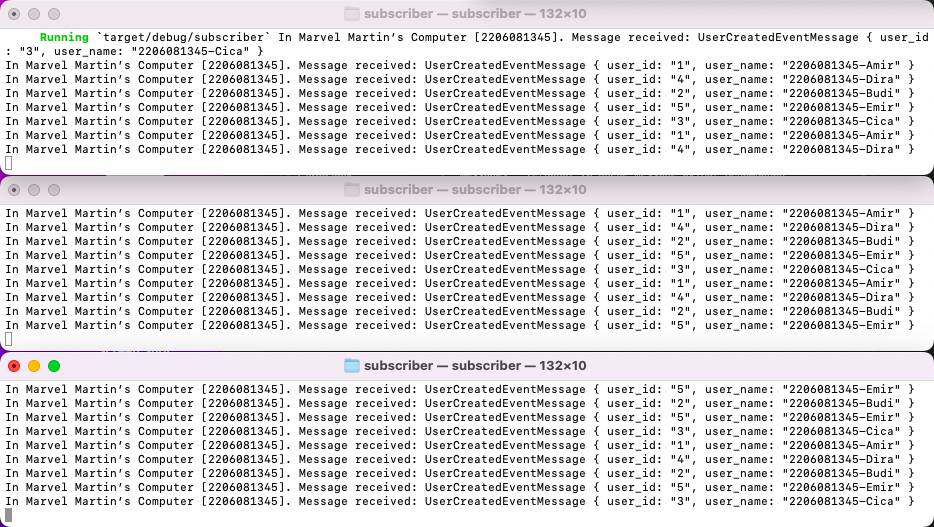 subscriber — subscriber — 132×10
Running `target/debug/subscriber` In Marvel Martin’s Computer [2206081345]. Message received: UserCreatedEventMessage { user_id
: "3", user_name: "2206081345-Cica" }
In Marvel Martin’s Computer [2206081345]. Message received: UserCreatedEventMessage { user_id: "1", user_name: "2206081345-Amir" }
In Marvel Martin’s Computer [2206081345]. Message received: UserCreatedEventMessage { user_id: "4", user_name: "2206081345-Dira" }
In Marvel Martin’s Computer [2206081345]. Message received: UserCreatedEventMessage { user_id: "2", user_name: "2206081345-Budi" }
In Marvel Martin’s Computer [2206081345]. Message received: UserCreatedEventMessage { user_id: "5", user_name: "2206081345-Emir" }
In Marvel Martin’s Computer [2206081345]. Message received: UserCreatedEventMessage { user_id: "3", user_name: "2206081345-Cica" }
In Marvel Martin’s Computer [2206081345]. Message received: UserCreatedEventMessage { user_id: "1", user_name: "2206081345-Amir" }
In Marvel Martin’s Computer [2206081345]. Message received: UserCreatedEventMessage { user_id: "4", user_name: "2206081345-Dira" }
subscriber — subscriber — 132×10
In Marvel Martin’s Computer [2206081345]. Message received: UserCreatedEventMessage { user_id: "1", user_name: "2206081345-Amir" }
In Marvel Martin’s Computer [2206081345]. Message received: UserCreatedEventMessage { user_id: "4", user_name: "2206081345-Dira" }
In Marvel Martin’s Computer [2206081345]. Message received: UserCreatedEventMessage { user_id: "2", user_name: "2206081345-Budi" }
In Marvel Martin’s Computer [2206081345]. Message received: UserCreatedEventMessage { user_id: "5", user_name: "2206081345-Emir" }
In Marvel Martin’s Computer [2206081345]. Message received: UserCreatedEventMessage { user_id: "3", user_name: "2206081345-Cica" }
In Marvel Martin’s Computer [2206081345]. Message received: UserCreatedEventMessage { user_id: "1", user_name: "2206081345-Amir" }
In Marvel Martin’s Computer [2206081345]. Message received: UserCreatedEventMessage { user_id: "4", user_name: "2206081345-Dira" }
In Marvel Martin’s Computer [2206081345]. Message received: UserCreatedEventMessage { user_id: "2", user_name: "2206081345-Budi" }
In Marvel Martin’s Computer [2206081345]. Message received: UserCreatedEventMessage { user_id: "5", user_name: "2206081345-Emir" }
subscriber — subscriber — 132×10
In Marvel Martin’s Computer [2206081345]. Message received: UserCreatedEventMessage { user_id: "5", user_name: "2206081345-Emir" }
In Marvel Martin’s Computer [2206081345]. Message received: UserCreatedEventMessage { user_id: "2", user_name: "2206081345-Budi" }
In Marvel Martin’s Computer [2206081345]. Message received: UserCreatedEventMessage { user_id: "5", user_name: "2206081345-Emir" }
In Marvel Martin’s Computer [2206081345]. Message received: UserCreatedEventMessage { user_id: "3", user_name: "2206081345-Cica" }
In Marvel Martin’s Computer [2206081345]. Message received: UserCreatedEventMessage { user_id: "1", user_name: "2206081345-Amir" }
In Marvel Martin’s Computer [2206081345]. Message received: UserCreatedEventMessage { user_id: "4", user_name: "2206081345-Dira" }
In Marvel Martin’s Computer [2206081345]. Message received: UserCreatedEventMessage { user_id: "2", user_name: "2206081345-Budi" }
In Marvel Martin’s Computer [2206081345]. Message received: UserCreatedEventMessage { user_id: "5", user_name: "2206081345-Emir" }
In Marvel Martin’s Computer [2206081345]. Message received: UserCreatedEventMessage { user_id: "3", user_name: "2206081345-Cica" }